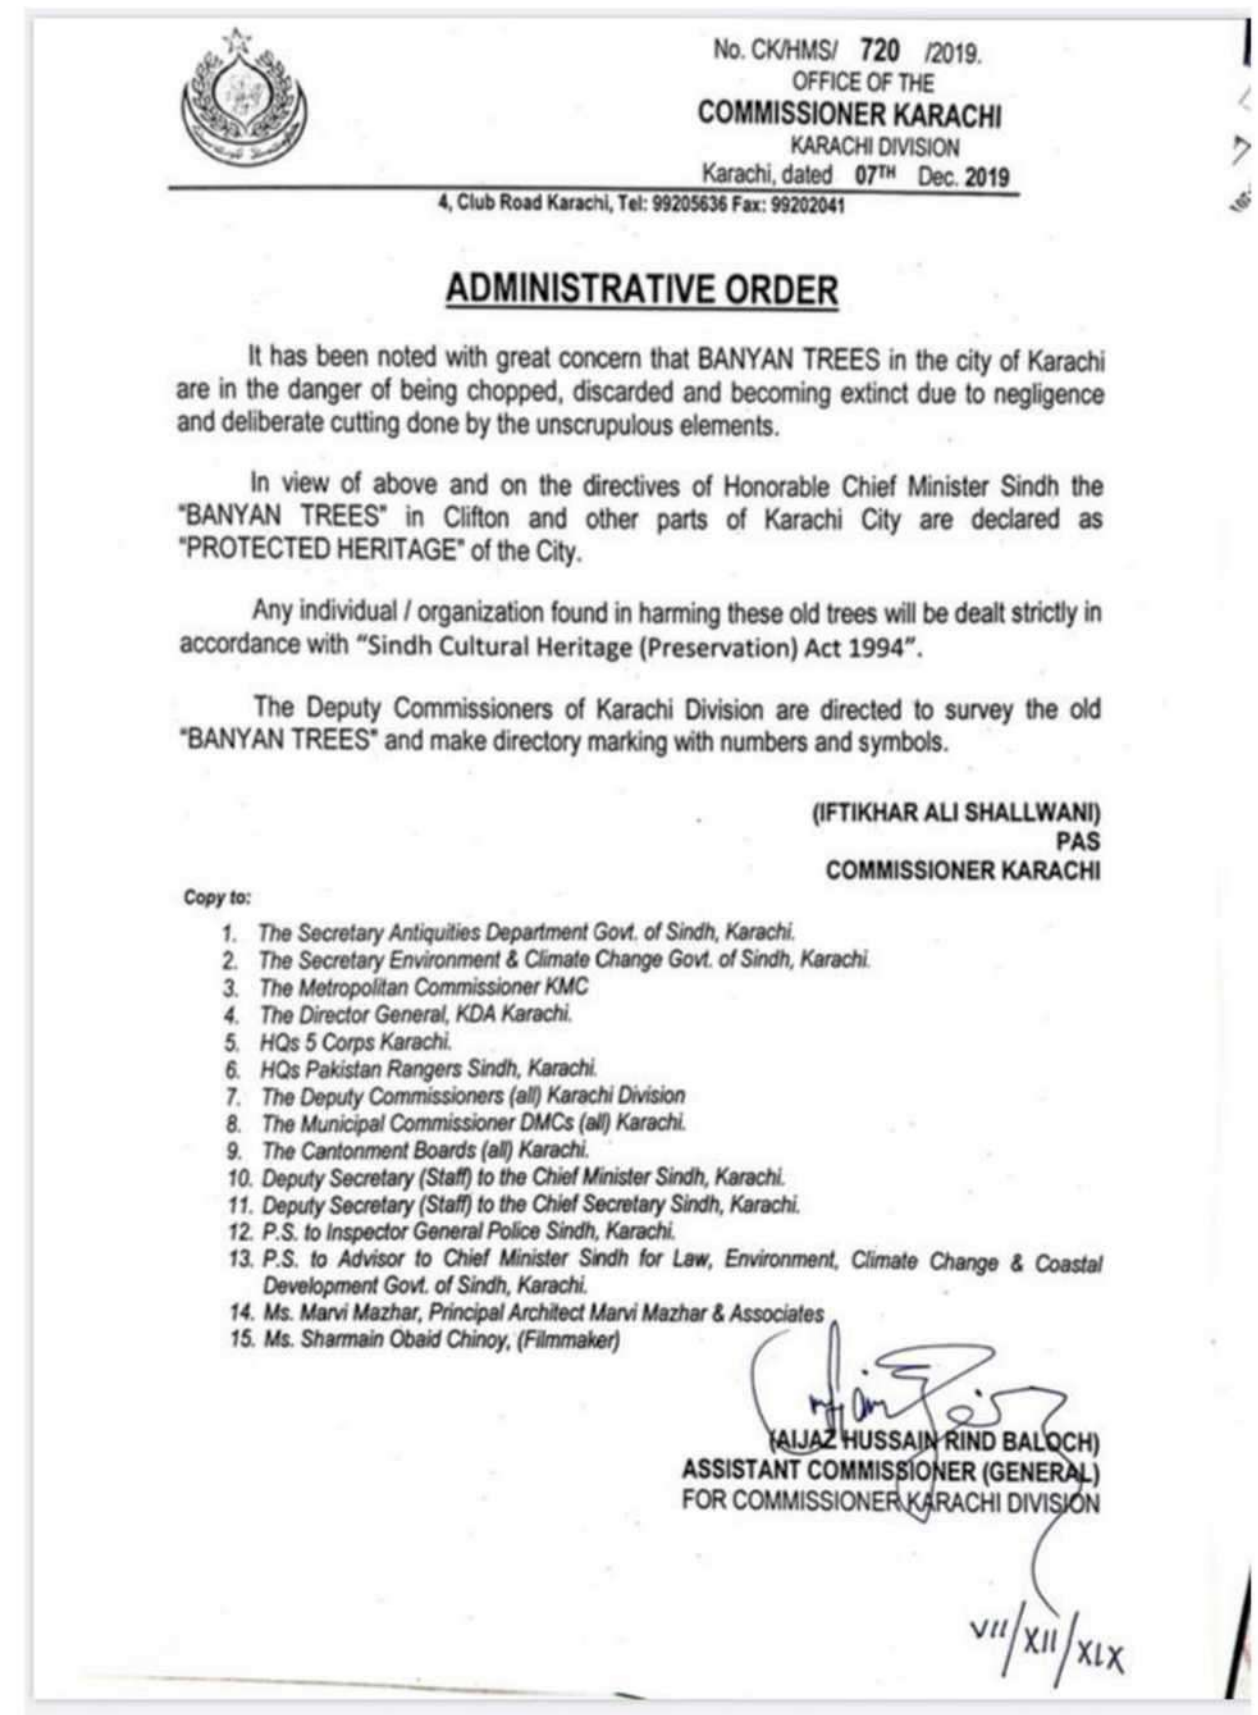 No. CK/HMS/ 720 /2019.
OFFICE OF THE
COMMISSIONER KARACHI
KARACHI DIVISION
Karachi, dated 07TH Dec. 2019
4, Club Road Karachi, Tel: 99205636 Fax: 99202041
ADMINISTRATIVE ORDER
It has been noted with great concern that BANYAN TREES in the city of Karachi
are in the danger of being chopped, discarded and becoming extinct due to negligence
and deliberate cutting done by the unscrupulous elements.
In view of above and on the directives of Honorable Chief Minister Sindh the
"BANYAN TREES" in Clifton and other parts of Karachi City are declared as
"PROTECTED HERITAGE" of the City.
Any individual / organization found in harming these old trees will be dealt strictly in
accordance with "Sindh Cultural Heritage (Preservation) Act 1994".
The Deputy Commissioners of Karachi Division are directed to survey the old
"BANYAN TREES" and make directory marking with numbers and symbols.
(IFTIKHAR ALI SHALLWANI)
PAS
COMMISSIONER KARACHI
Copy to:
1. The Secretary Antiquities Department Govt. of Sindh, Karachi.
2. The Secretary Environment & Climate Change Govt. of Sindh, Karachi.
3. The Metropolitan Commissioner KMC
4. The Director General, KDA Karachi.
5. HQs 5 Corps Karachi.
6. HQs Pakistan Rangers Sindh, Karachi.
7. The Deputy Commissioners (all) Karachi Division
8. The Municipal Commissioner DMCs (all) Karachi.
9. The Cantonment Boards (all) Karachi.
10. Deputy Secretary (Staff) to the Chief Minister Sindh, Karachi.
11. Deputy Secretary (Staff) to the Chief Secretary Sindh, Karachi.
12. P.S. to Inspector General Police Sindh, Karachi.
13. P.S. to Advisor to Chief Minister Sindh for Law, Environment, Climate Change & Coastal
Development Govt. of Sindh, Karachi.
14. Ms. Marvi Mazhar, Principal Architect Marvi Mazhar & Associates
15. Ms. Sharmain Obaid Chinoy, (Filmmaker)
(AIJAZ HUSSAIN RIND BALOCH)
ASSISTANT COMMISSIONER (GENERAL)
FOR COMMISSIONER KARACHI DIVISION
VII/XII/XIX